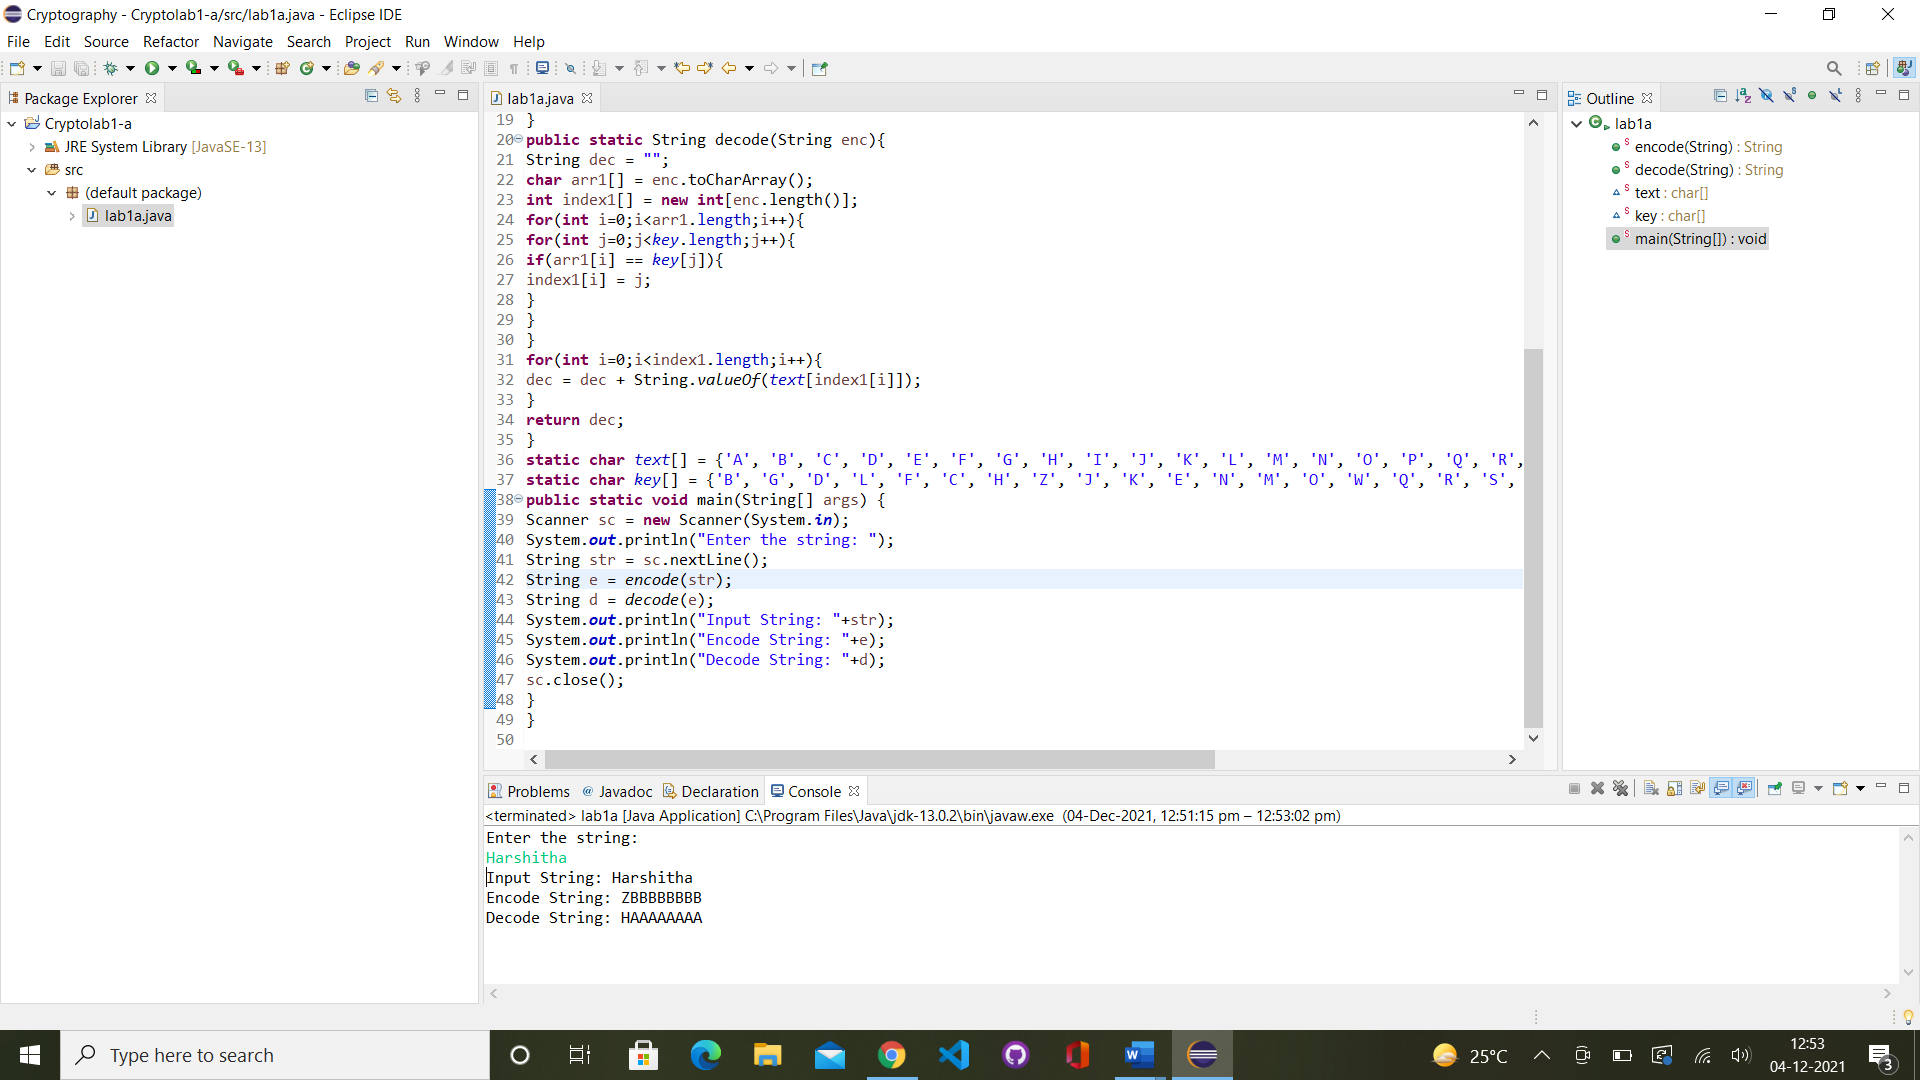 Cryptography - Cryptolab1-a/src/lab1a.java - Eclipse IDE
File Edit Source Refactor Navigate Search Project Run Window Help
Package Explorer
Cryptolab1-a
JRE System Library [JavaSE-13]
src
(default package)
lab1a.java
lab1a.java
19 }
20 public static String decode(String enc){
21 String dec = "";
22 char arr1[] = enc.toCharArray();
23 int index1[] = new int[enc.length()];
24 for(int i=0;i<arr1.length;i++){
25 for(int j=0;j<key.length;j++){
26 if(arr1[i] == key[j]){
27 index1[i] = j;
28 }
29 }
30 }
31 for(int i=0;i<index1.length;i++){
32 dec = dec + String.valueOf(text[index1[i]]);
33 }
34 return dec;
35 }
36 static char text[] = {'A', 'B', 'C', 'D', 'E', 'F', 'G', 'H', 'I', 'J', 'K', 'L', 'M', 'N', 'O', 'P', 'Q', 'R',
37 static char key[] = {'B', 'G', 'D', 'L', 'F', 'C', 'H', 'Z', 'J', 'K', 'E', 'N', 'M', 'O', 'W', 'Q', 'R', 'S',
38 public static void main(String[] args) {
39 Scanner sc = new Scanner(System.in);
40 System.out.println("Enter the string: ");
41 String str = sc.nextLine();
42 String e = encode(str);
43 String d = decode(e);
44 System.out.println("Input String: "+str);
45 System.out.println("Encode String: "+e);
46 System.out.println("Decode String: "+d);
47 sc.close();
48 }
49 }
50
Outline
lab1a
encode(String) : String
decode(String) : String
text : char[]
key : char[]
main(String[]) : void
Problems @ Javadoc Declaration Console
<terminated> lab1a [Java Application] C:\Program Files\Java\jdk-13.0.2\bin\javaw.exe (04-Dec-2021, 12:51:15 pm – 12:53:02 pm)
Enter the string:
Harshitha
Input String: Harshitha
Encode String: ZBBBBBBBB
Decode String: HAAAAAAAA
Type here to search
25°C
12:53
04-12-2021
3